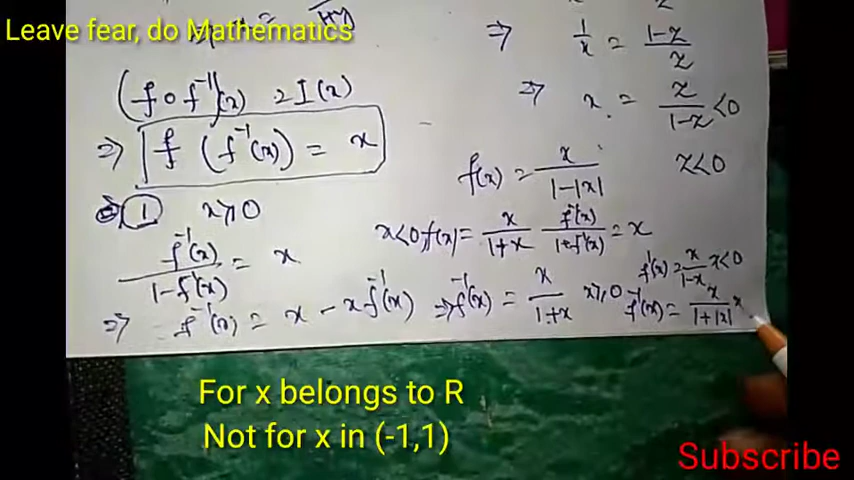 Leave fear, do Mathematics
1+y
⇒ 1/x = (1-z)/z
(f o f⁻¹)(x) = I(x)
⇒ x = z/(1-z) < 0
⇒ f (f⁻¹(x)) = x
f(x) = x/(1-|x|) z<0
1 x≥0
x<0, f(x) = x/(1+x) f⁻¹(x)/(1+f⁻¹(x)) = x
f⁻¹(x)/(1-f⁻¹(x)) = x
f⁻¹(x) = x/(1-x) x<0
⇒ f⁻¹(x) = x - x f⁻¹(x) ⇒ f⁻¹(x) = x/(1+x) x≥0 f⁻¹(x) = x/(1+|x|) x
For x belongs to R
Not for x in (-1,1)
Subscribe